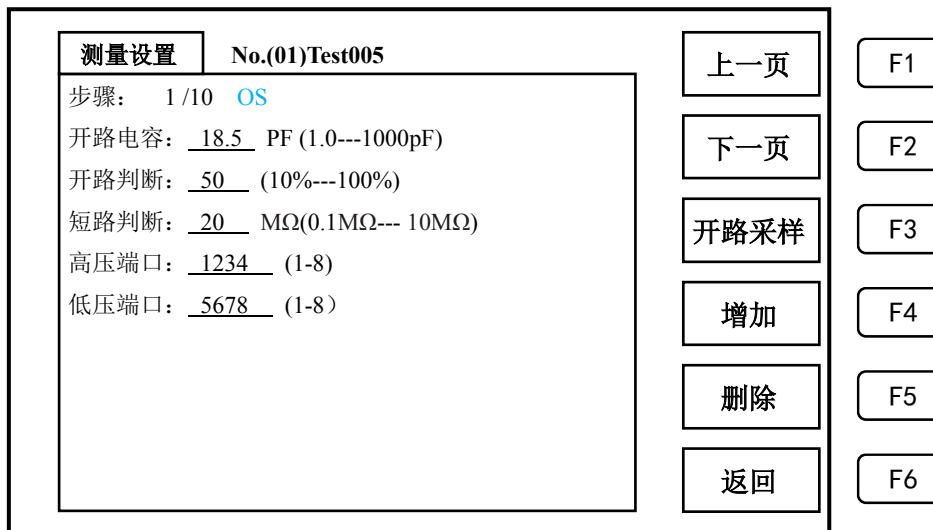 测量设置 No.(01)Test005
步骤： 1 /10 OS
开路电容： 18.5 PF (1.0---1000pF)
开路判断： 50 (10%---100%)
短路判断： 20 MΩ(0.1MΩ--- 10MΩ)
高压端口： 1234 (1-8)
低压端口： 5678 (1-8）
上一页 F1
下一页 F2
开路采样 F3
增加 F4
删除 F5
返回 F6